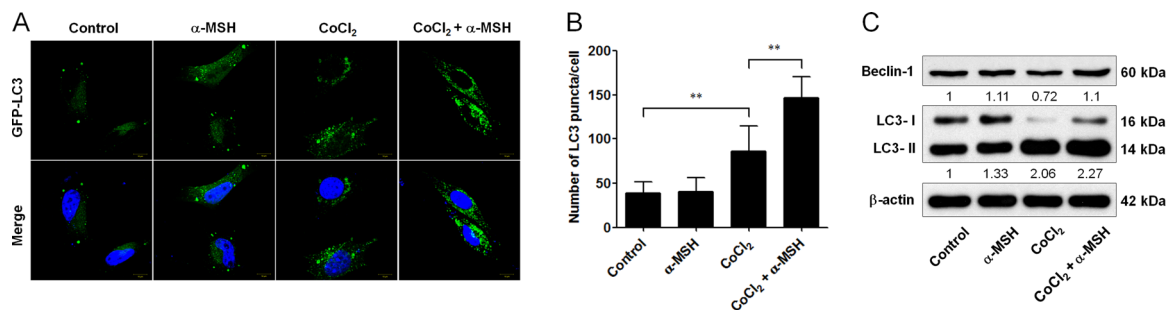 A
Control
α-MSH
CoCl₂
CoCl₂ + α-MSH
GFP-LC3
Merge
B
Number of LC3 puncta/cell
200
150
100
50
0
**
**
Control
α-MSH
CoCl₂
CoCl₂ + α-MSH
C
Beclin-1
60 kDa
1 1.11 0.72 1.1
LC3- I
16 kDa
LC3- II
14 kDa
1 1.33 2.06 2.27
β-actin
42 kDa
Control
α-MSH
CoCl₂
CoCl₂ + α-MSH